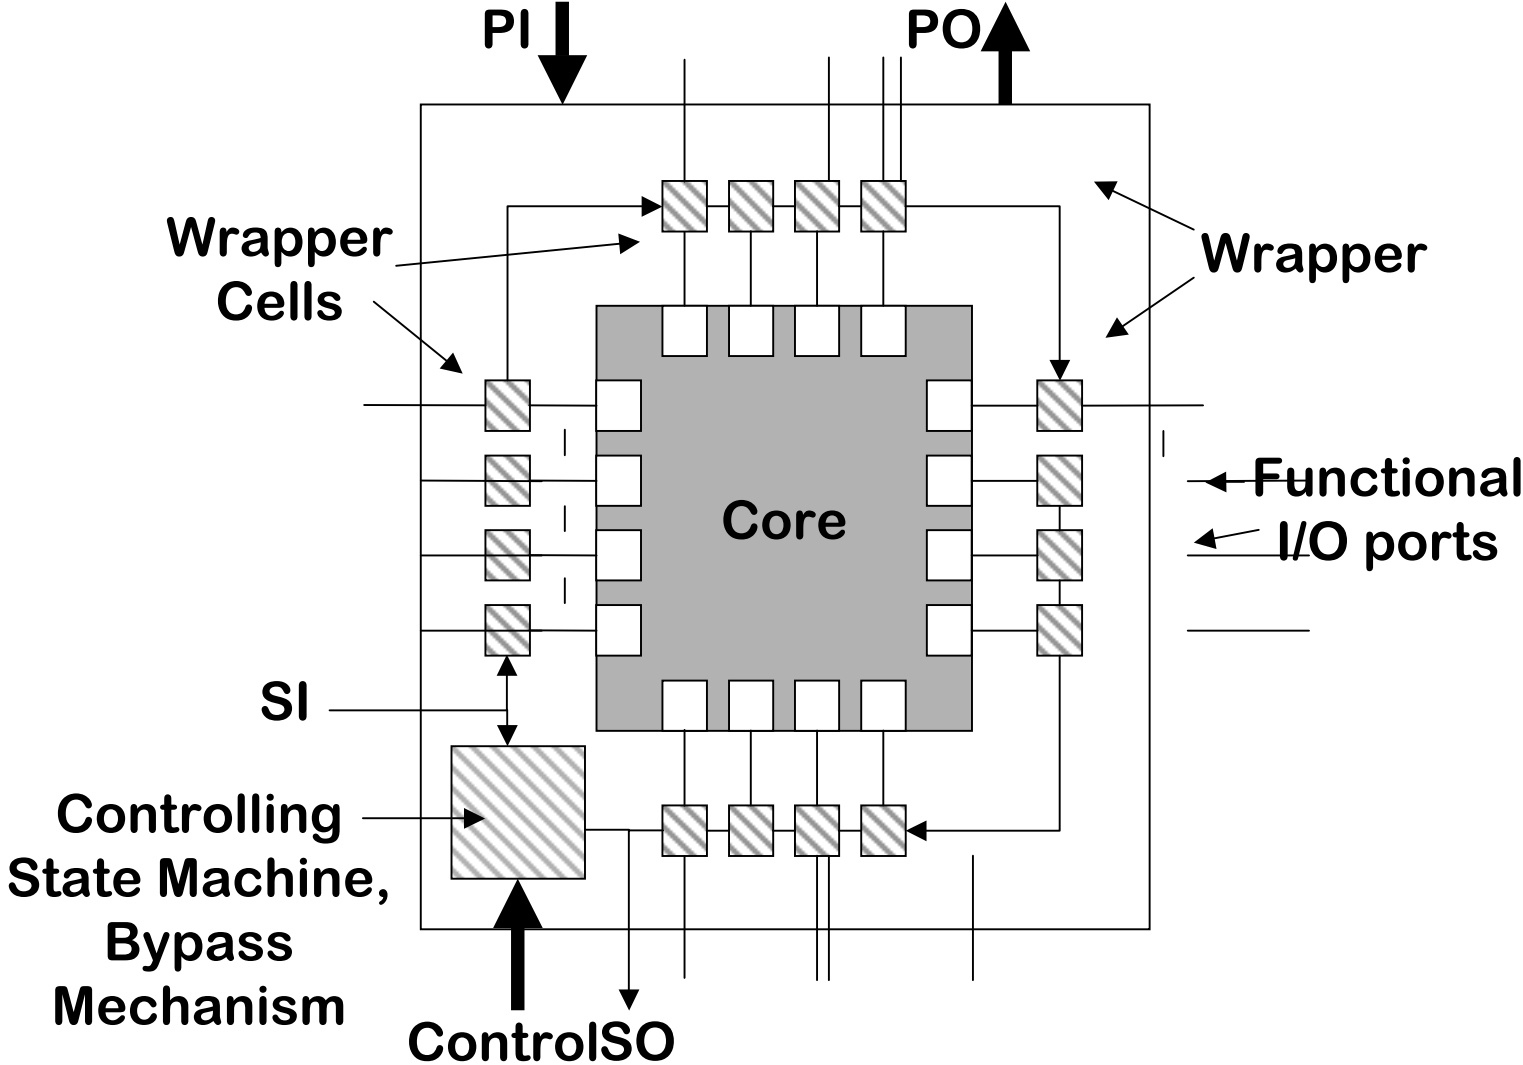 PI
PO
Wrapper
Cells
Wrapper
Functional
I/O ports
Core
SI
Controlling
State Machine,
Bypass
Mechanism
ControlSO